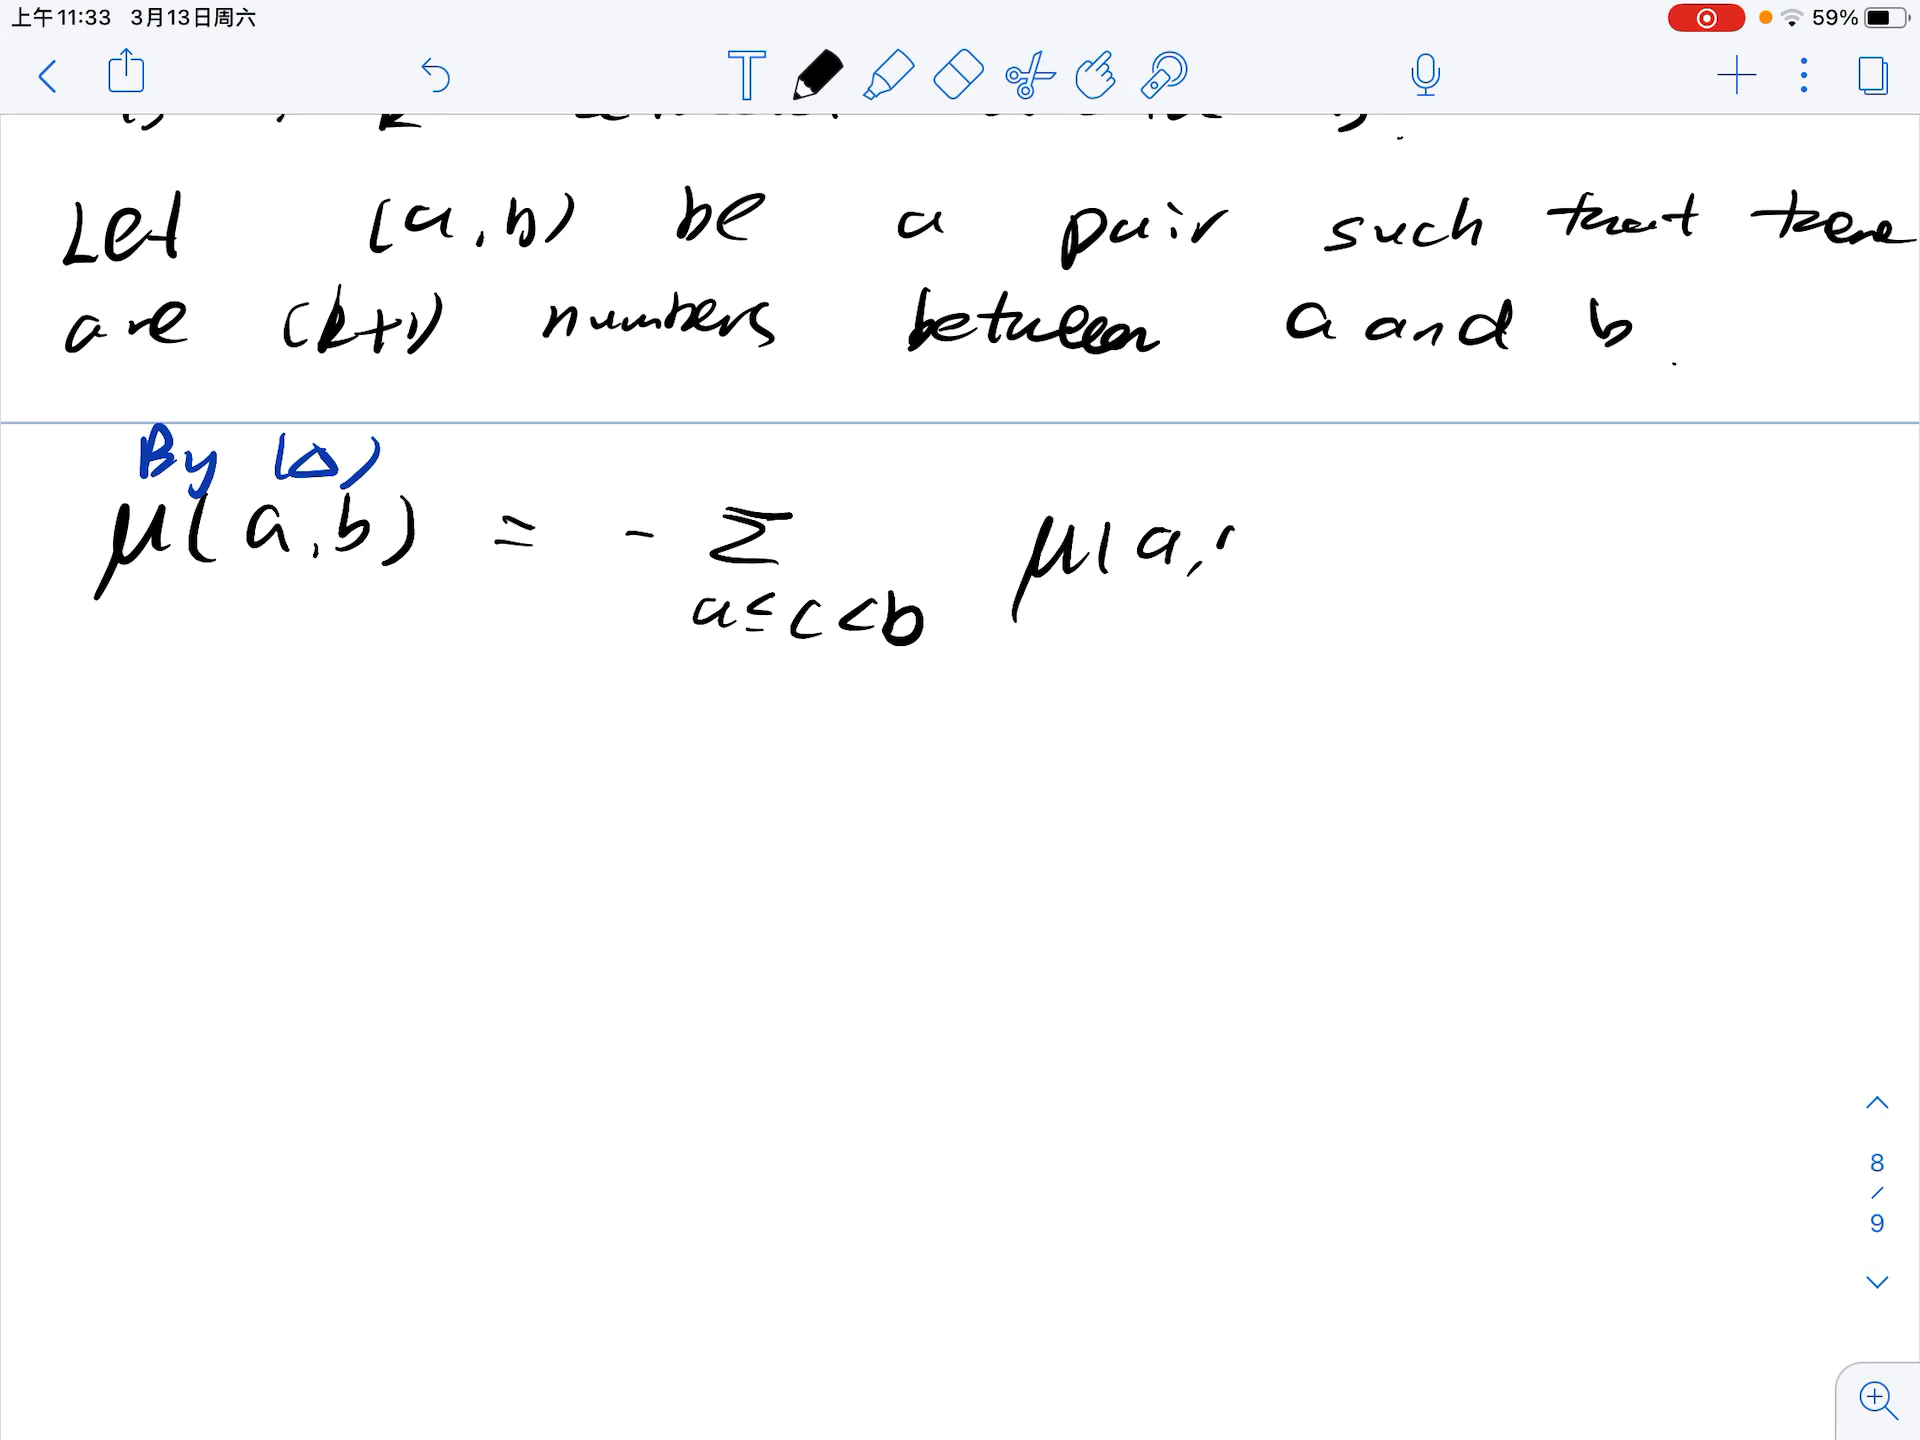 上午11:33 3月13日周六
59%
T
Let (a,b) be a pair such that there
are (k+1) numbers between a and b.
By (Δ)
μ(a,b) = - Σ μ(a,
a≤c<b
8
/
9